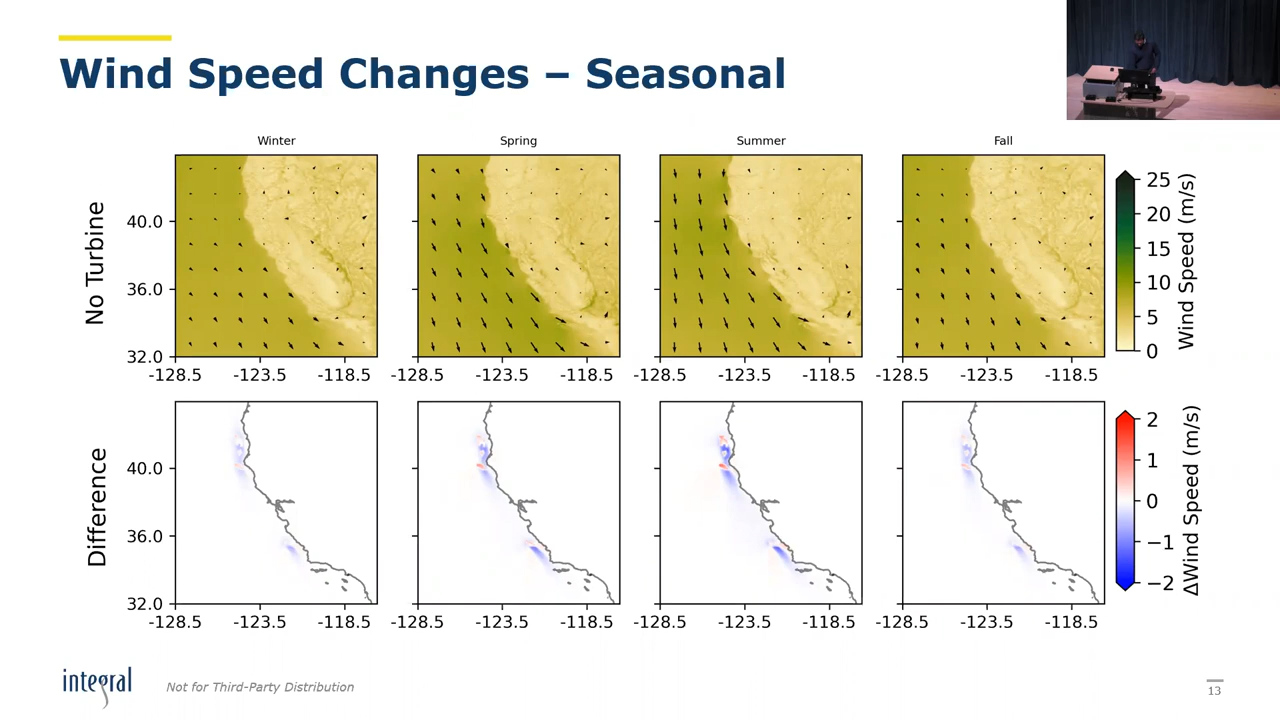 Wind Speed Changes – Seasonal
Winter Spring Summer Fall
No Turbine
40.0
36.0
32.0
-128.5 -123.5 -118.5 -128.5 -123.5 -118.5 -128.5 -123.5 -118.5 -128.5 -123.5 -118.5
25
20
15
10
5
0
Wind Speed (m/s)
Difference
40.0
36.0
32.0
-128.5 -123.5 -118.5 -128.5 -123.5 -118.5 -128.5 -123.5 -118.5 -128.5 -123.5 -118.5
2
1
0
−1
−2
ΔWind Speed (m/s)
integral
Not for Third-Party Distribution
13